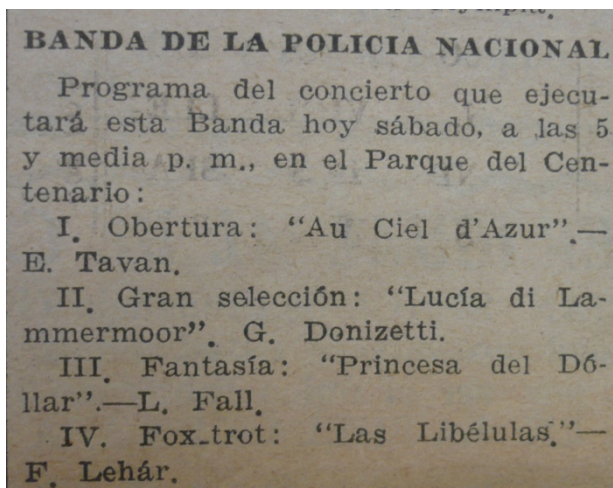 BANDA DE LA POLICIA NACIONAL
Programa del concierto que ejecu-
tará esta Banda hoy sábado, a las 5
y media p. m., en el Parque del Cen-
tenario:
I. Obertura: “Au Ciel d'Azur”.—
E. Tavan.
II. Gran selección: “Lucía di La-
mmermoor”. G. Donizetti.
III. Fantasía: “Princesa del Dó-
llar”.—L. Fall.
IV. Fox-trot: “Las Libélulas.”—
F. Lehár.